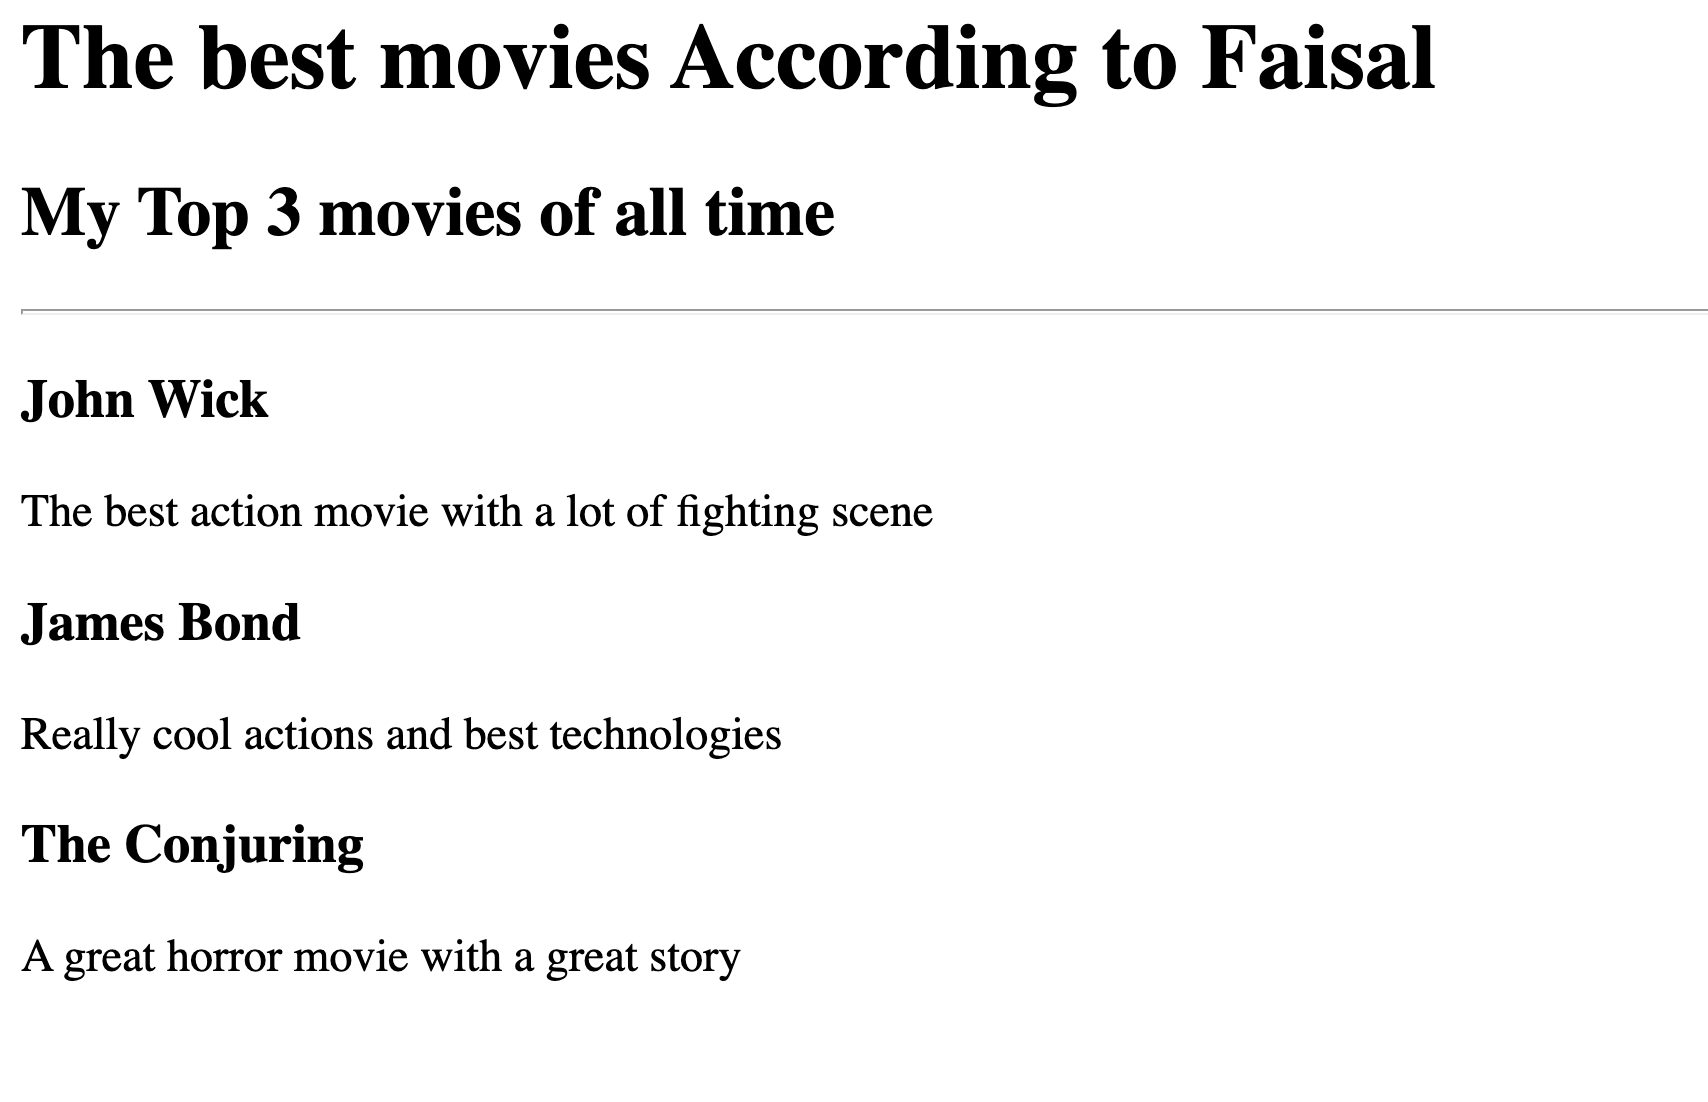 The best movies According to Faisal
My Top 3 movies of all time
John Wick
The best action movie with a lot of fighting scene
James Bond
Really cool actions and best technologies
The Conjuring
A great horror movie with a great story